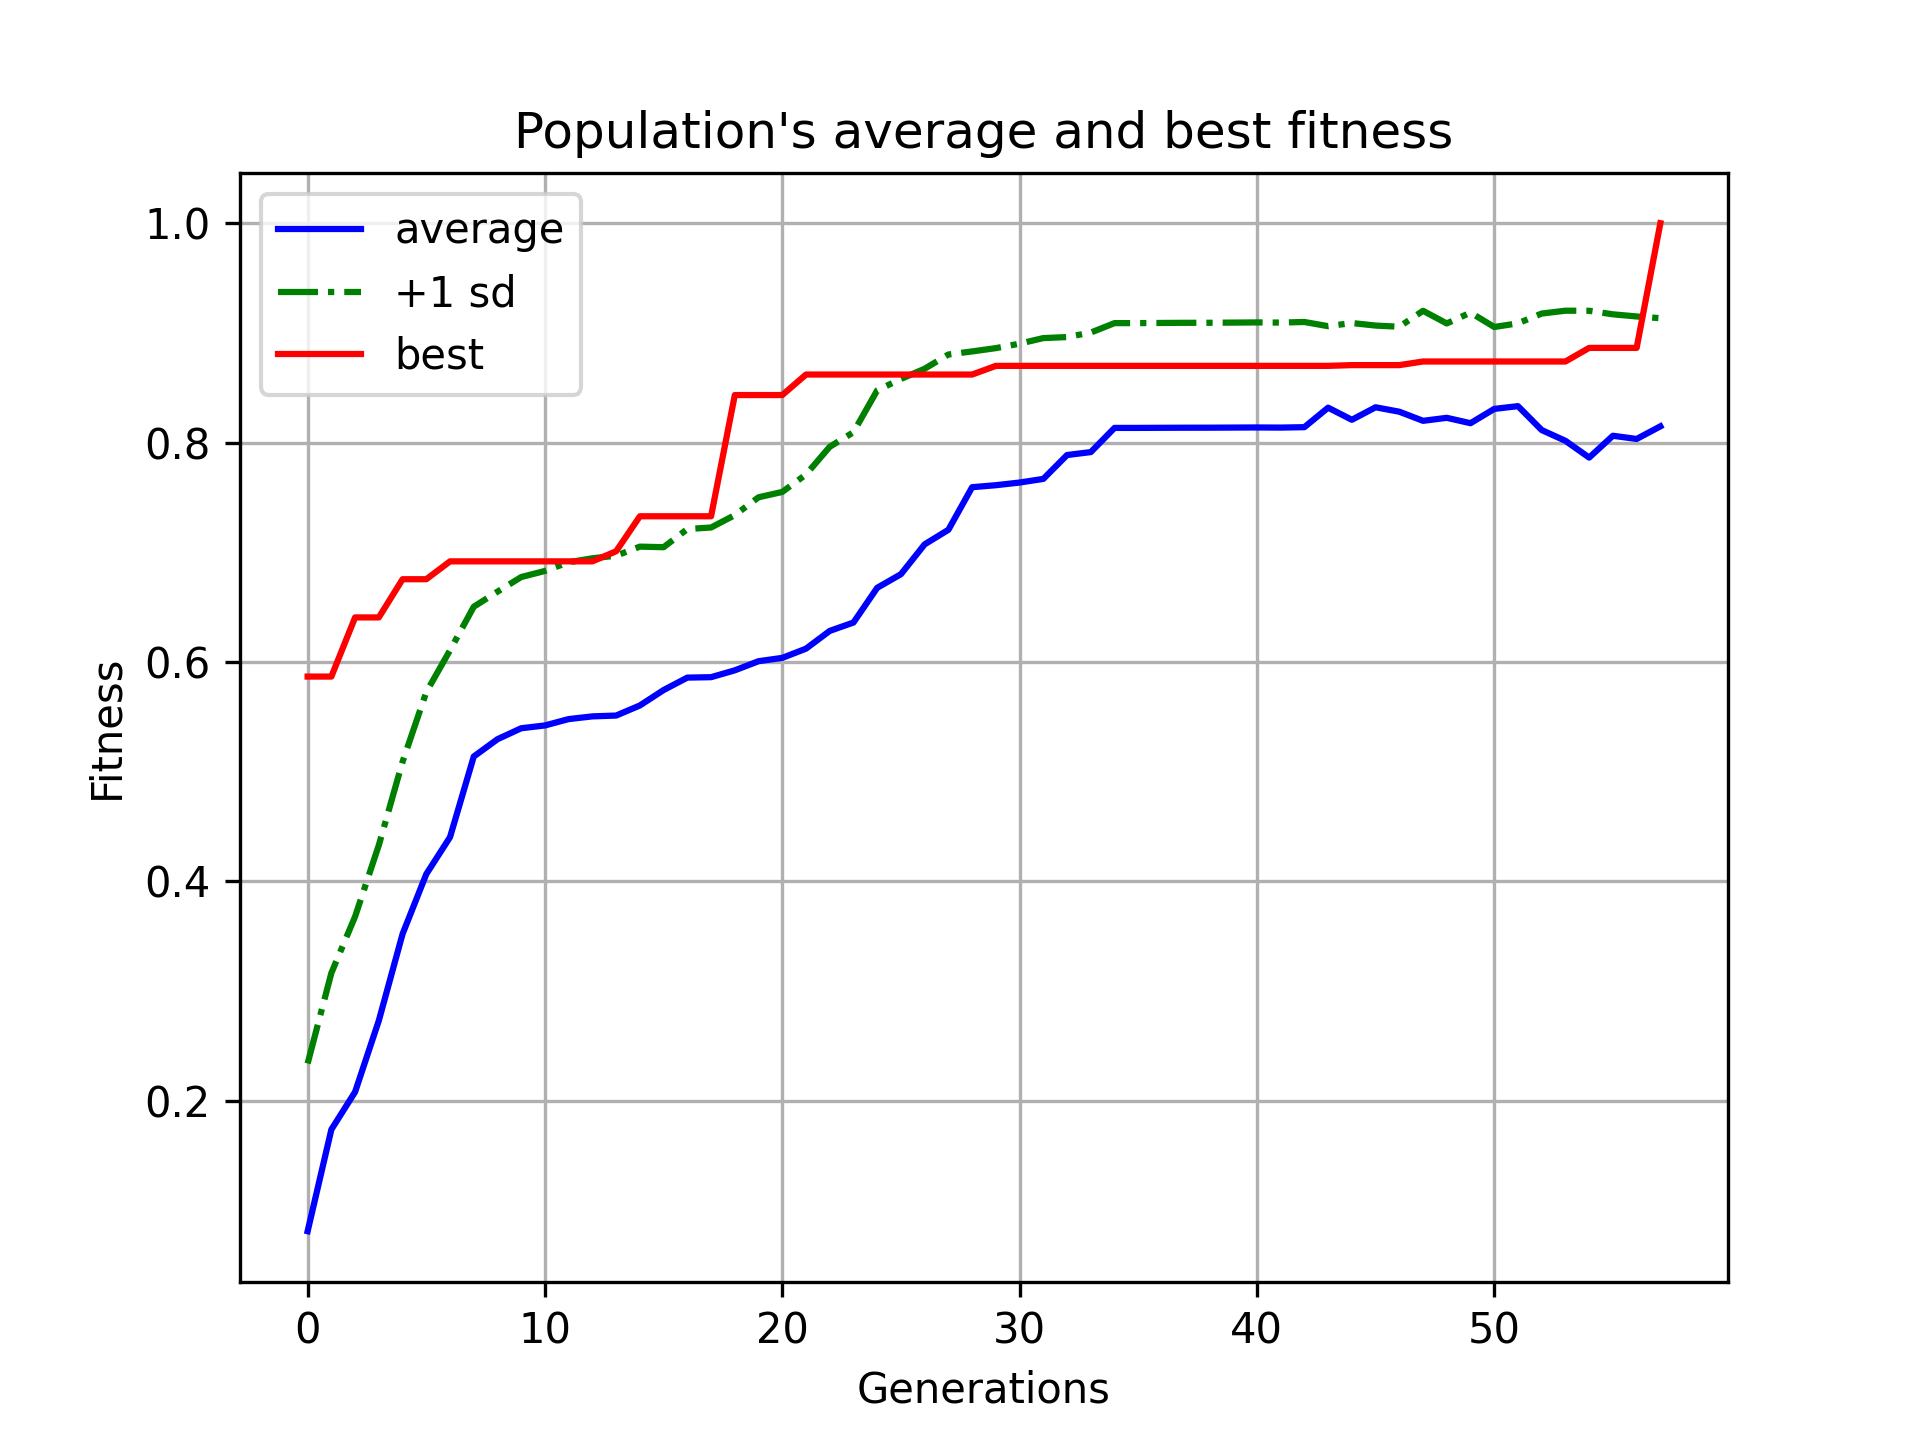 Population's average and best fitness
average
+1 sd
best
1.0
0.8
0.6
0.4
0.2
Fitness
0 10 20 30 40 50
Generations